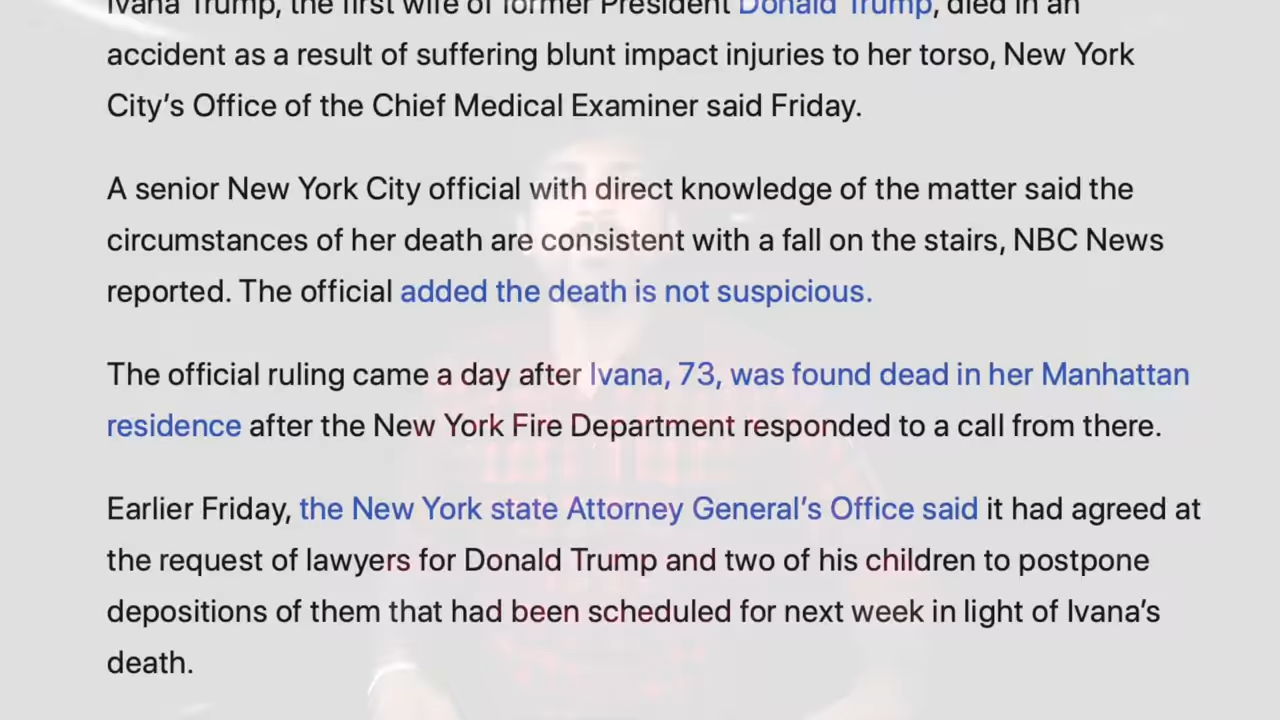 Ivana Trump, the first wife of former President Donald Trump, died in an
accident as a result of suffering blunt impact injuries to her torso, New York
City’s Office of the Chief Medical Examiner said Friday.
A senior New York City official with direct knowledge of the matter said the
circumstances of her death are consistent with a fall on the stairs, NBC News
reported. The official added the death is not suspicious.
The official ruling came a day after Ivana, 73, was found dead in her Manhattan
residence after the New York Fire Department responded to a call from there.
Earlier Friday, the New York state Attorney General’s Office said it had agreed at
the request of lawyers for Donald Trump and two of his children to postpone
depositions of them that had been scheduled for next week in light of Ivana’s
death.